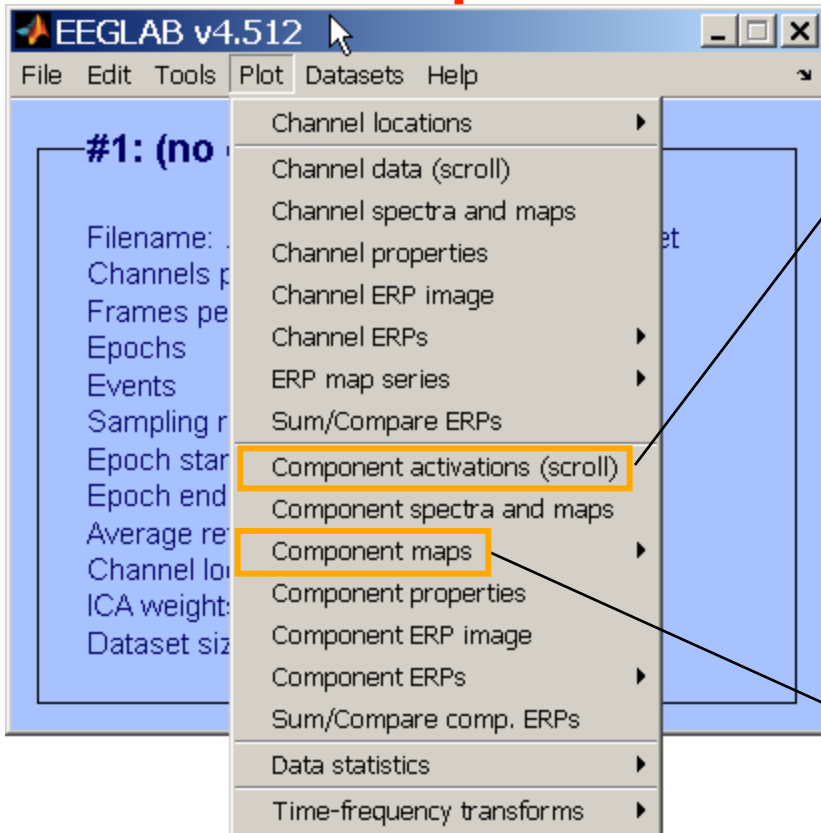 EEGLAB v4.512
File Edit Tools Plot Datasets Help
#1: (no
Filename: .
et
Channels p
Frames pe
Epochs
Events
Sampling r
Epoch star
Epoch end
Average re
Channel lo
ICA weight
Dataset siz
Channel locations
Channel data (scroll)
Channel spectra and maps
Channel properties
Channel ERP image
Channel ERPs
ERP map series
Sum/Compare ERPs
Component activations (scroll)
Component spectra and maps
Component maps
Component properties
Component ERP image
Component ERPs
Sum/Compare comp. ERPs
Data statistics
Time-frequency transforms